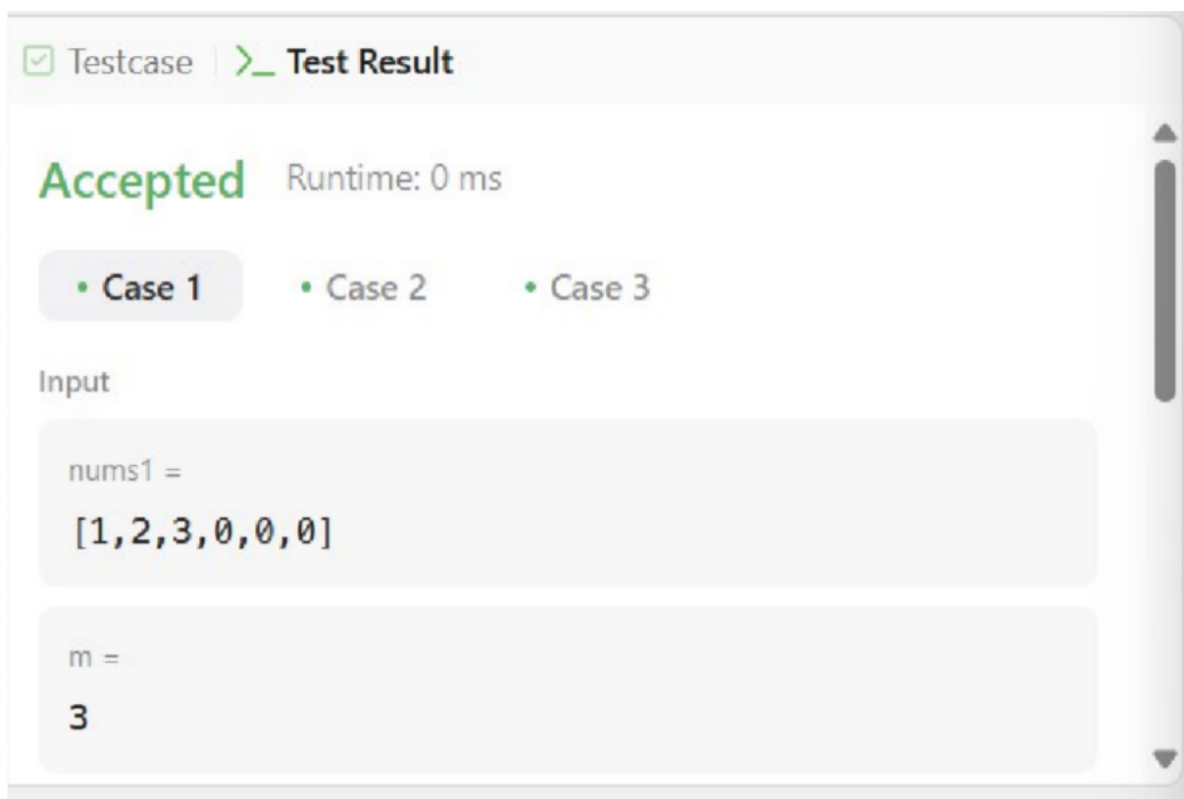 Testcase >_ Test Result
Accepted Runtime: 0 ms
• Case 1 • Case 2 • Case 3
Input
nums1 =
[1,2,3,0,0,0]
m =
3